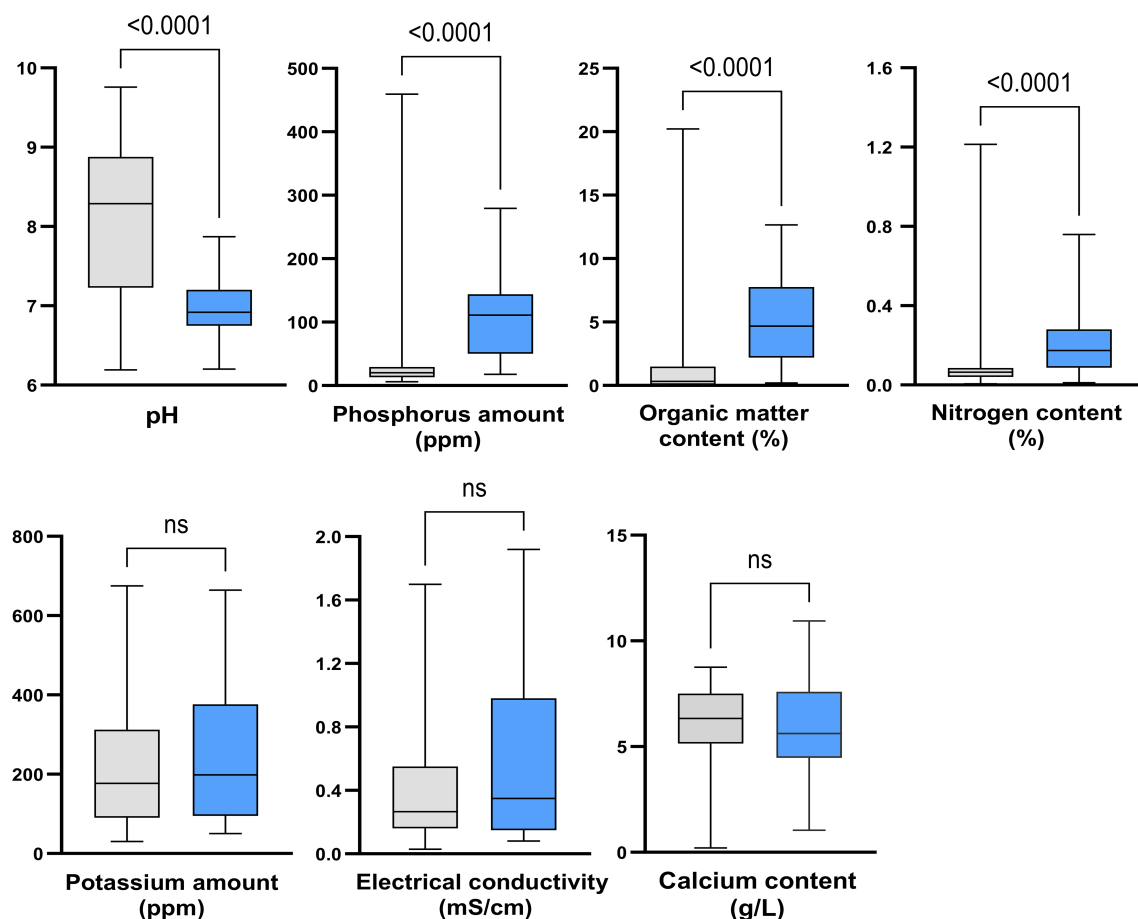 <0.0001
10
9
8
7
6
pH
<0.0001
500
400
300
200
100
0
Phosphorus amount
(ppm)
<0.0001
25
20
15
10
5
0
Organic matter
content (%)
<0.0001
1.6
1.2
0.8
0.4
0.0
Nitrogen content
(%)
ns
800
600
400
200
0
Potassium amount
(ppm)
ns
2.0
1.6
1.2
0.8
0.4
0.0
Electrical conductivity
(mS/cm)
ns
15
10
5
0
Calcium content
(g/L)